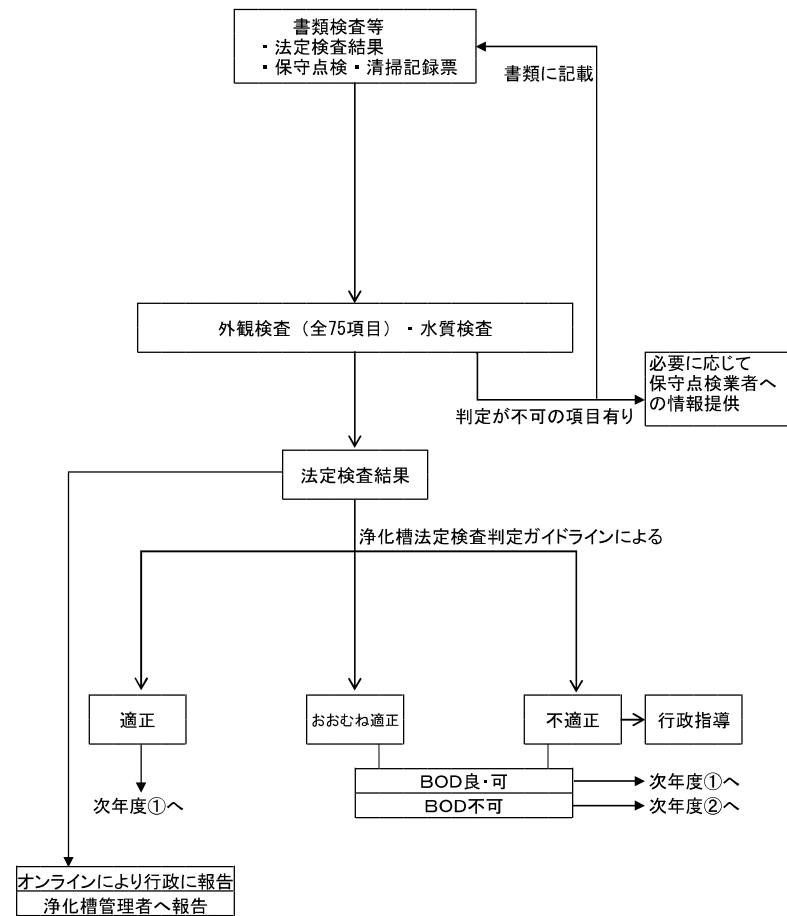 書類検査等
・法定検査結果
・保守点検・清掃記録票
書類に記載
外観検査（全75項目）・水質検査
必要に応じて
保守点検業者へ
の情報提供
判定が不可の項目有り
法定検査結果
浄化槽法定検査判定ガイドラインによる
適正
おおむね適正
不適正
行政指導
BOD良・可
次年度①へ
BOD不可
次年度②へ
次年度①へ
オンラインにより行政に報告
浄化槽管理者へ報告